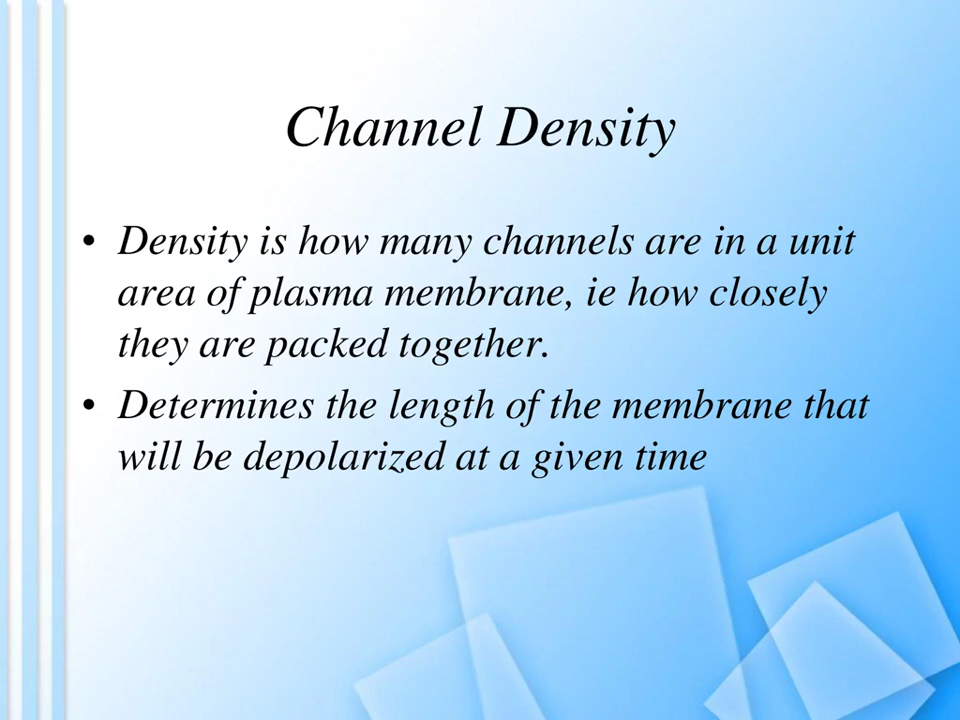 Channel Density
• Density is how many channels are in a unit
area of plasma membrane, ie how closely
they are packed together.
• Determines the length of the membrane that
will be depolarized at a given time